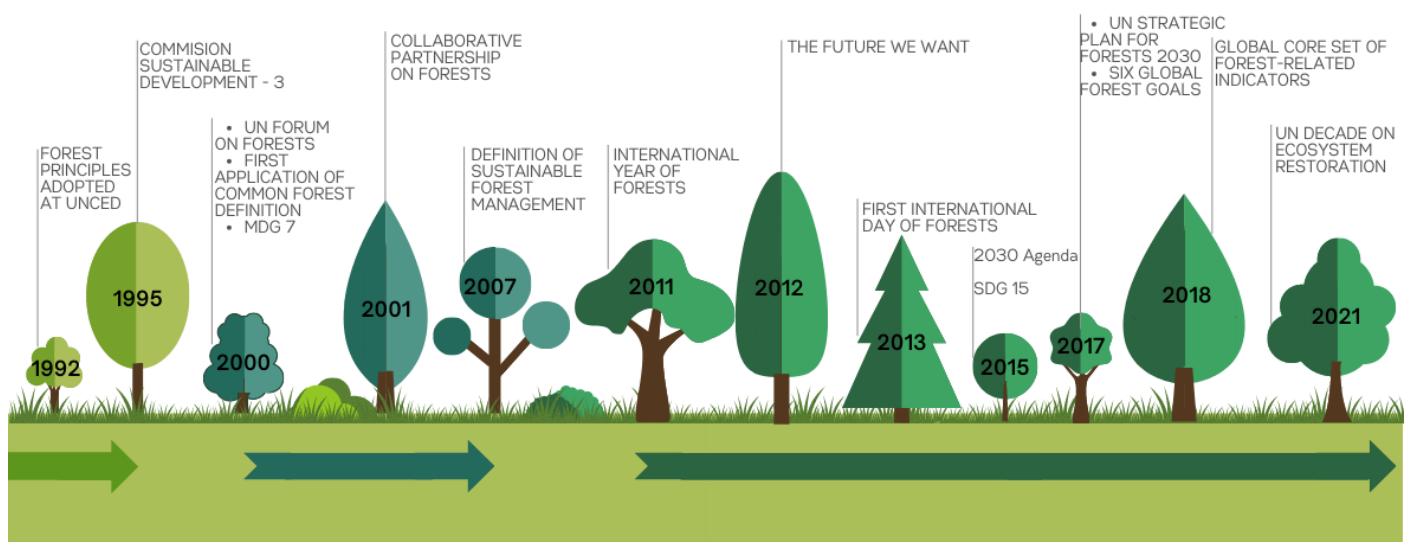 FOREST
PRINCIPLES
ADOPTED
AT UNCED
1992
COMMISION
SUSTAINABLE
DEVELOPMENT - 3
1995
• UN FORUM
ON FORESTS
• FIRST
APPLICATION OF
COMMON FOREST
DEFINITION
• MDG 7
2000
COLLABORATIVE
PARTNERSHIP
ON FORESTS
2001
DEFINITION OF
SUSTAINABLE
FOREST
MANAGEMENT
2007
INTERNATIONAL
YEAR OF
FORESTS
2011
THE FUTURE WE WANT
2012
FIRST INTERNATIONAL
DAY OF FORESTS
2013
2030 Agenda
SDG 15
2015
• UN STRATEGIC
PLAN FOR
FORESTS 2030
• SIX GLOBAL
FOREST GOALS
2017
GLOBAL CORE SET OF
FOREST-RELATED
INDICATORS
2018
UN DECADE ON
ECOSYSTEM
RESTORATION
2021